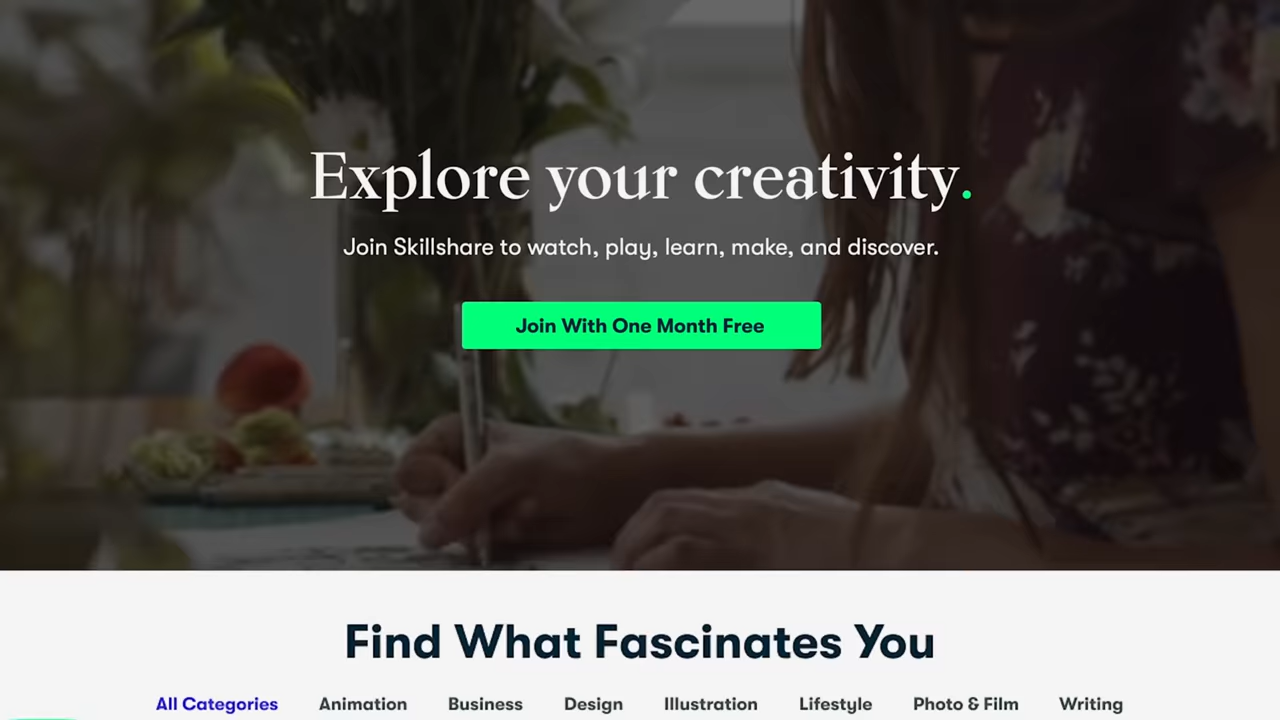 Explore your creativity.
Join Skillshare to watch, play, learn, make, and discover.
Join With One Month Free
Find What Fascinates You
All Categories Animation Business Design Illustration Lifestyle Photo & Film Writing